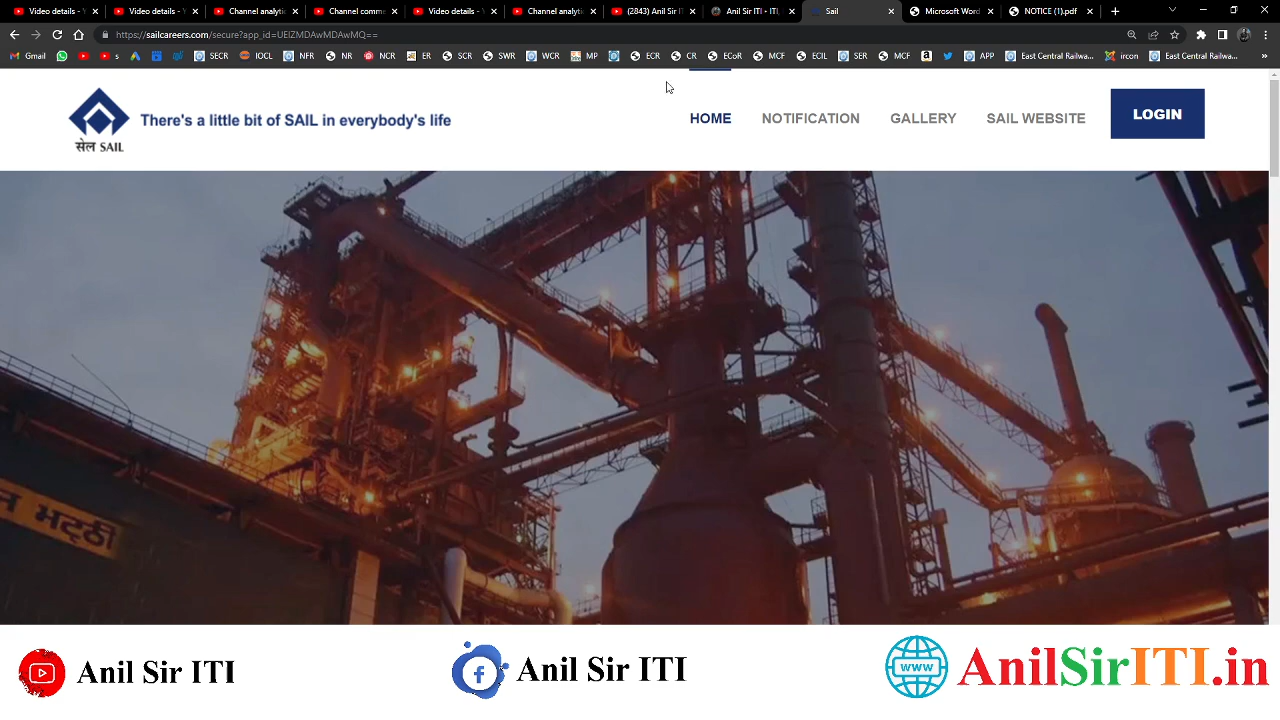 Video details - Y
Video details - Y
Channel analytic
Channel comme
Video details - Y
Channel analytic
(2843) Anil Sir I
Anil Sir ITI • ITI,
Sail
Microsoft Word
NOTICE (1).pdf
https://sailcareers.com/secure?app_id=UElZMDAwMDAwMQ==
Gmail
s
SECR
IOCL
NFR
NR
NCR
ER
SCR
SWR
WCR
MP
ECR
CR
ECoR
MCF
ECIL
SER
MCF
APP
East Central Railwa...
ircon
East Central Railwa...
सेल SAIL
There's a little bit of SAIL in everybody's life
HOME
NOTIFICATION
GALLERY
SAIL WEBSITE
LOGIN
भट्ठी
Anil Sir ITI
Anil Sir ITI
WWW
AnilSirITI.in